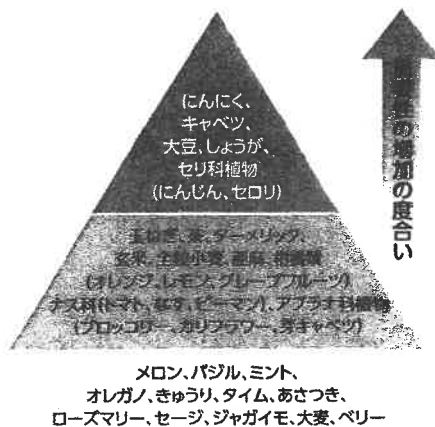 にんにく、
キャベツ、
大豆、しょうが、
セリ科植物
(にんじん、セロリ)
玉ねぎ、茶、ターメリック、
玄米、全粒小麦、亜麻、柑橘類
(オレンジ、レモン、グレープフルーツ)
ナス科(トマト、なす、ピーマン)、アブラナ科植物
(ブロッコリー、カリフラワー、芽キャベツ)
メロン、バジル、ミント、
オレガノ、きゅうり、タイム、あさつき、
ローズマリー、セージ、ジャガイモ、大麦、ベリー
の増加の度合い